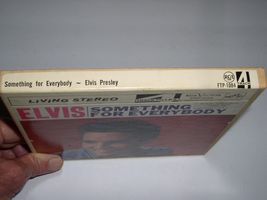 Something for Everybody ~ Elvis Presley
RCA
FTP-1084
4
LIVING STEREO
ELVIS
SOMETHING
FOR EVERYBODY